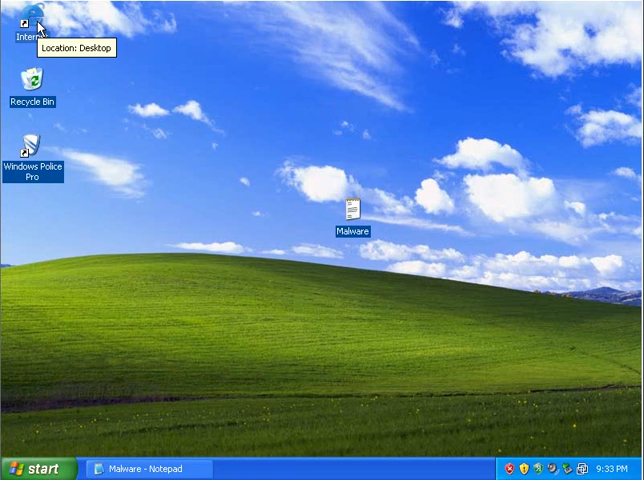 Intern
Location: Desktop
Recycle Bin
Windows Police
Pro
Malware
start
Malware - Notepad
9:33 PM